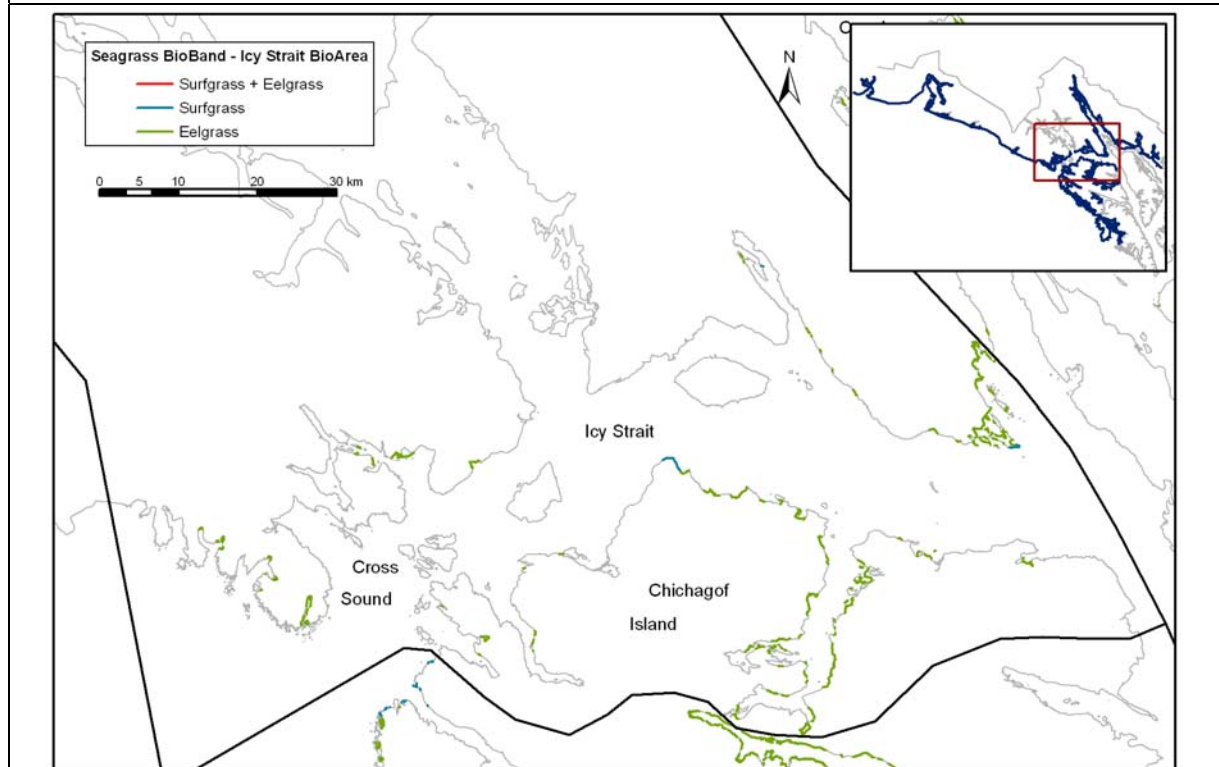 Seagrass BioBand - Icy Strait BioArea
Surfgrass + Eelgrass
Surfgrass
Eelgrass
0 5 10 20 30 km
N
Icy Strait
Cross
Sound
Chichagof
Island